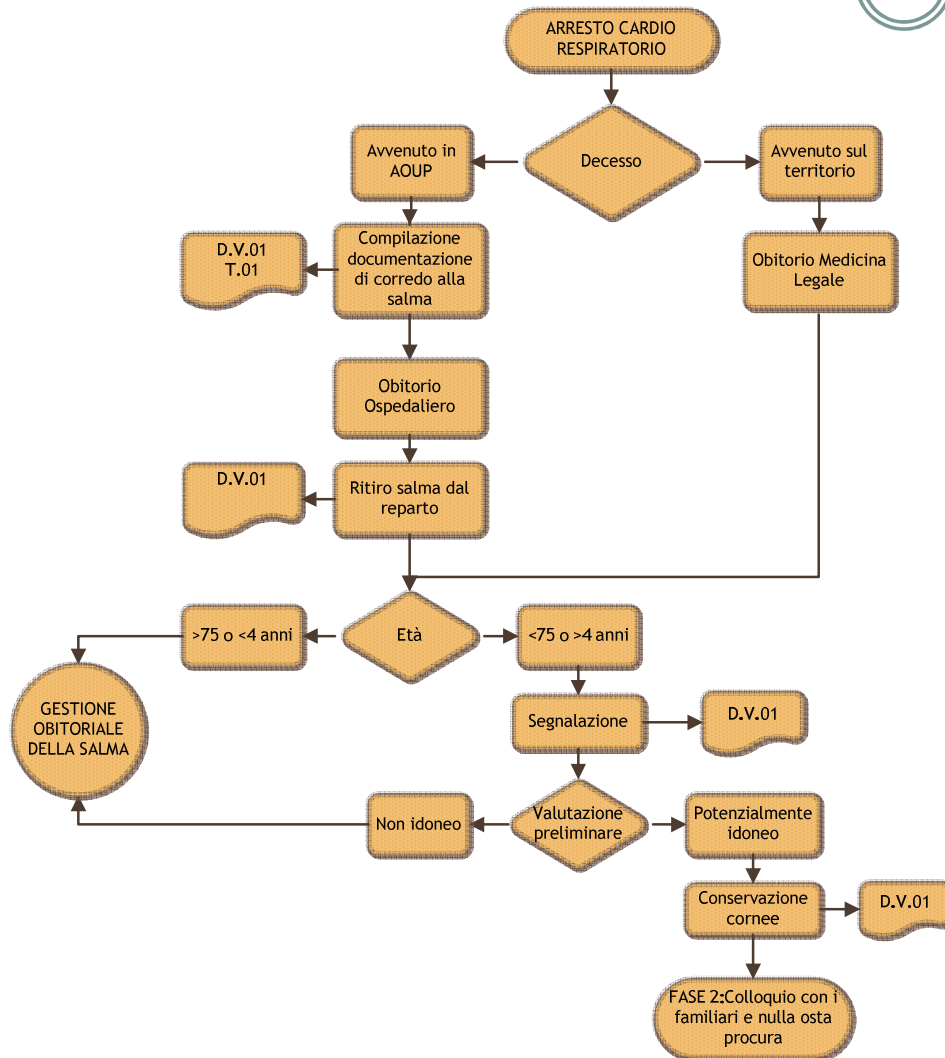 ARRESTO CARDIO
RESPIRATORIO
Decesso
Avvenuto in
AOUP
Avvenuto sul
territorio
Compilazione
documentazione
di corredo alla
salma
D.V.01
T.01
Obitorio Medicina
Legale
Obitorio
Ospedaliero
Ritiro salma dal
reparto
D.V.01
Età
>75 o <4 anni
<75 o >4 anni
GESTIONE
OBITORIALE
DELLA SALMA
Segnalazione
D.V.01
Valutazione
preliminare
Non idoneo
Potenzialmente
idoneo
Conservazione
cornee
D.V.01
FASE 2:Colloquio con i
familiari e nulla osta
procura